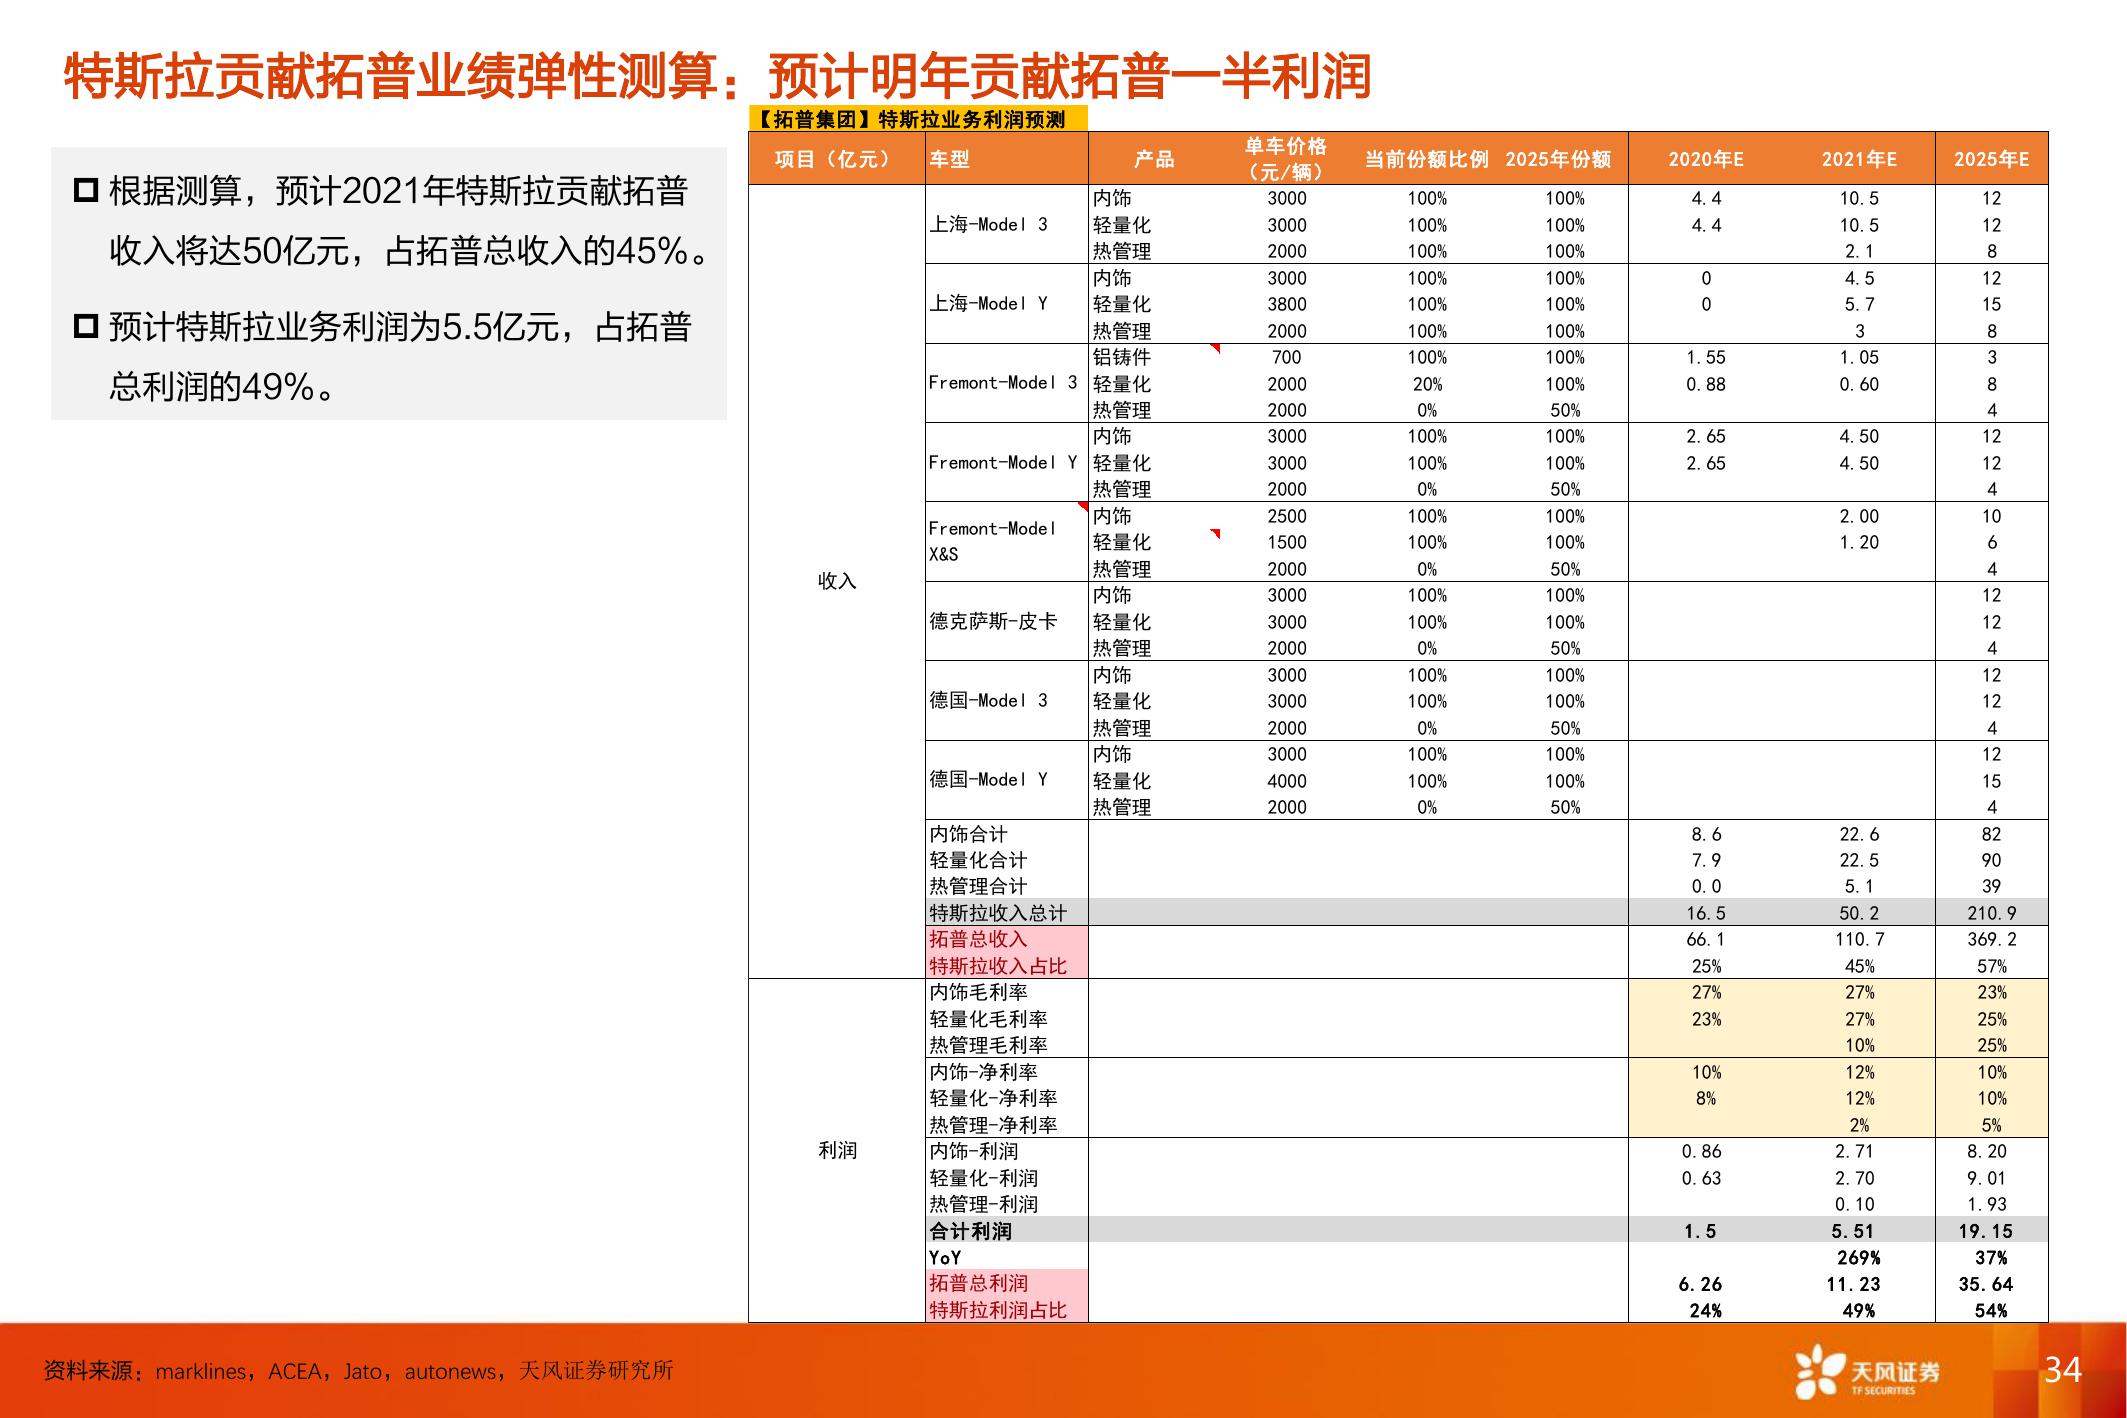 特斯拉贡献拓普业绩弹性测算：预计明年贡献拓普一半利润
根据测算，预计2021年特斯拉贡献拓普
收入将达50亿元，占拓普总收入的45%。
预计特斯拉业务利润为5.5亿元，占拓普
总利润的49%。
【拓普集团】特斯拉业务利润预测
项目（亿元） 车型 产品 单车价格（元/辆） 当前份额比例 2025年份额 2020年E 2021年E 2025年E
收入
上海-Model 3
内饰 3000 100% 100% 4.4 10.5 12
轻量化 3000 100% 100% 4.4 10.5 12
热管理 2000 100% 100% 2.1 8
上海-Model Y
内饰 3000 100% 100% 0 4.5 12
轻量化 3800 100% 100% 0 5.7 15
热管理 2000 100% 100% 3 8
Fremont-Model 3
铝铸件 700 100% 100% 1.55 1.05 3
轻量化 2000 20% 100% 0.88 0.60 8
热管理 2000 0% 50% 4
Fremont-Model Y
内饰 3000 100% 100% 2.65 4.50 12
轻量化 3000 100% 100% 2.65 4.50 12
热管理 2000 0% 50% 4
Fremont-Model
X&S
内饰 2500 100% 100% 2.00 10
轻量化 1500 100% 100% 1.20 6
热管理 2000 0% 50% 4
德克萨斯-皮卡
内饰 3000 100% 100% 12
轻量化 3000 100% 100% 12
热管理 2000 0% 50% 4
德国-Model 3
内饰 3000 100% 100% 12
轻量化 3000 100% 100% 12
热管理 2000 0% 50% 4
德国-Model Y
内饰 3000 100% 100% 12
轻量化 4000 100% 100% 15
热管理 2000 0% 50% 4
内饰合计 8.6 22.6 82
轻量化合计 7.9 22.5 90
热管理合计 0.0 5.1 39
特斯拉收入总计 16.5 50.2 210.9
拓普总收入 66.1 110.7 369.2
特斯拉收入占比 25% 45% 57%
利润
内饰毛利率 27% 27% 23%
轻量化毛利率 23% 27% 25%
热管理毛利率 10% 25%
内饰-净利率 10% 12% 10%
轻量化-净利率 8% 12% 10%
热管理-净利率 2% 5%
内饰-利润 0.86 2.71 8.20
轻量化-利润 0.63 2.70 9.01
热管理-利润 0.10 1.93
合计利润 1.5 5.51 19.15
YoY 269% 37%
拓普总利润 6.26 11.23 35.64
特斯拉利润占比 24% 49% 54%
资料来源：marklines，ACEA，Jato，autonews，天风证券研究所
天风证券
TF SECURITIES
34